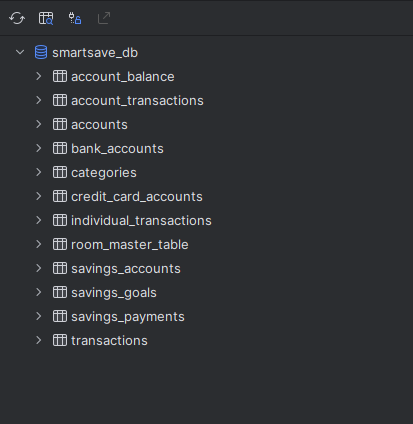 smartsave_db
account_balance
account_transactions
accounts
bank_accounts
categories
credit_card_accounts
individual_transactions
room_master_table
savings_accounts
savings_goals
savings_payments
transactions